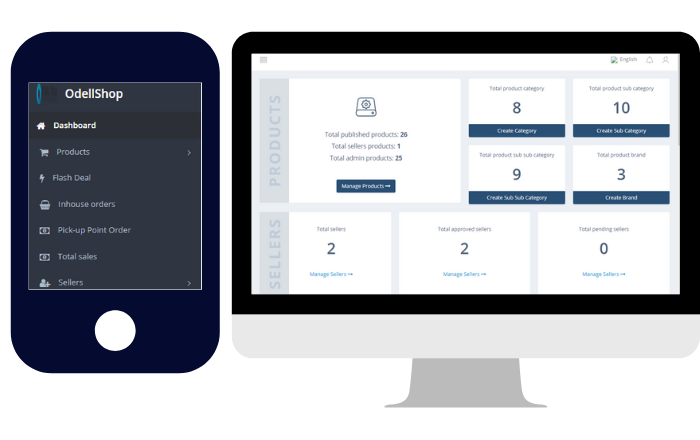 OdellShop
Dashboard
Products
Flash Deal
Inhouse orders
Pick-up Point Order
Total sales
Sellers
English
PRODUCTS
Total published products: 26
Total sellers products: 1
Total admin products: 25
Manage Products
Total product category
8
Create Category
Total product sub category
10
Create Sub Category
Total product sub sub category
9
Create Sub Sub Category
Total product brand
3
Create Brand
SELLERS
Total sellers
2
Manage Sellers
Total approved sellers
2
Manage Sellers
Total pending sellers
0
Manage Sellers